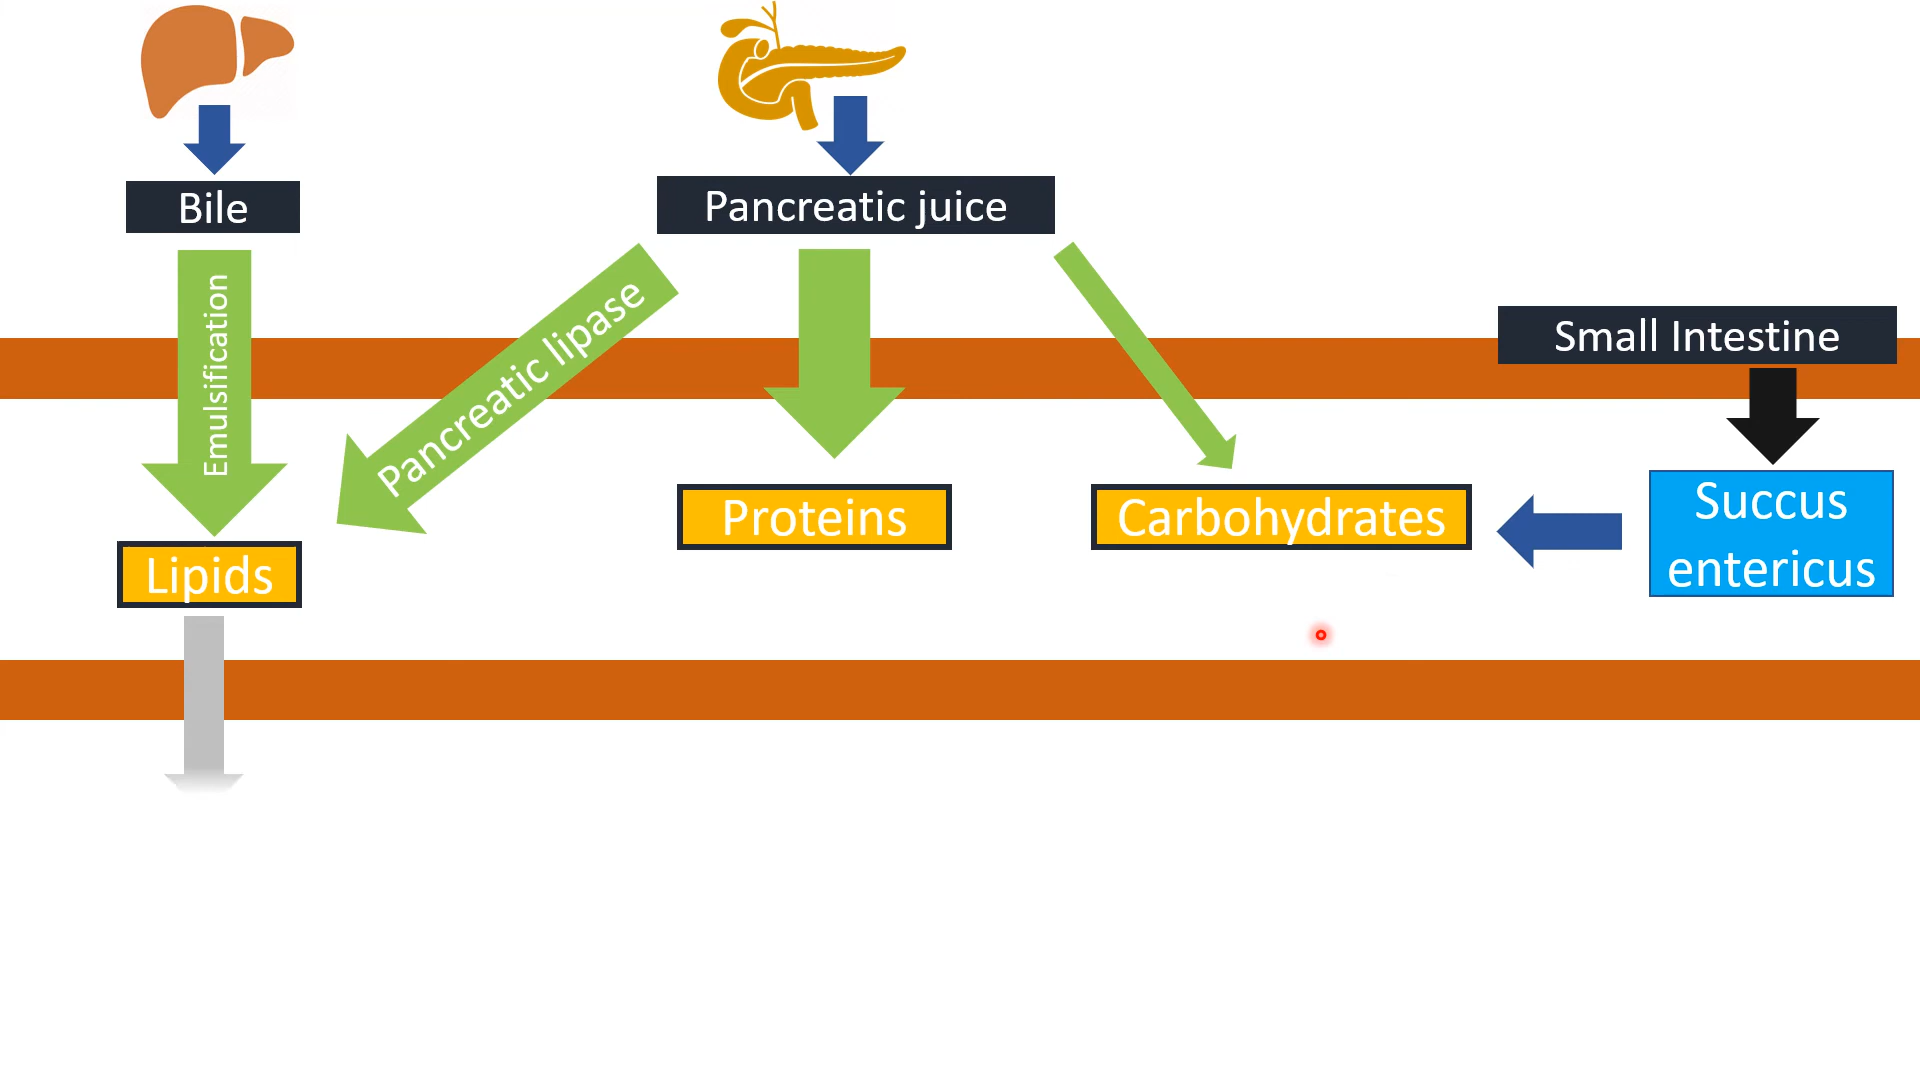 Bile
Pancreatic juice
Emulsification
Pancreatic lipase
Small Intestine
Proteins
Carbohydrates
Succus
entericus
Lipids